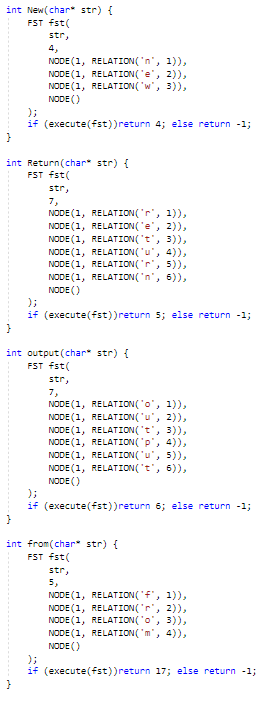 int New(char* str) {
FST fst(
str,
4,
NODE(1, RELATION('n', 1)),
NODE(1, RELATION('e', 2)),
NODE(1, RELATION('w', 3)),
NODE()
);
if (execute(fst))return 4; else return -1;
}
int Return(char* str) {
FST fst(
str,
7,
NODE(1, RELATION('r', 1)),
NODE(1, RELATION('e', 2)),
NODE(1, RELATION('t', 3)),
NODE(1, RELATION('u', 4)),
NODE(1, RELATION('r', 5)),
NODE(1, RELATION('n', 6)),
NODE()
);
if (execute(fst))return 5; else return -1;
}
int output(char* str) {
FST fst(
str,
7,
NODE(1, RELATION('o', 1)),
NODE(1, RELATION('u', 2)),
NODE(1, RELATION('t', 3)),
NODE(1, RELATION('p', 4)),
NODE(1, RELATION('u', 5)),
NODE(1, RELATION('t', 6)),
NODE()
);
if (execute(fst))return 6; else return -1;
}
int from(char* str) {
FST fst(
str,
5,
NODE(1, RELATION('f', 1)),
NODE(1, RELATION('r', 2)),
NODE(1, RELATION('o', 3)),
NODE(1, RELATION('m', 4)),
NODE()
);
if (execute(fst))return 17; else return -1;
}